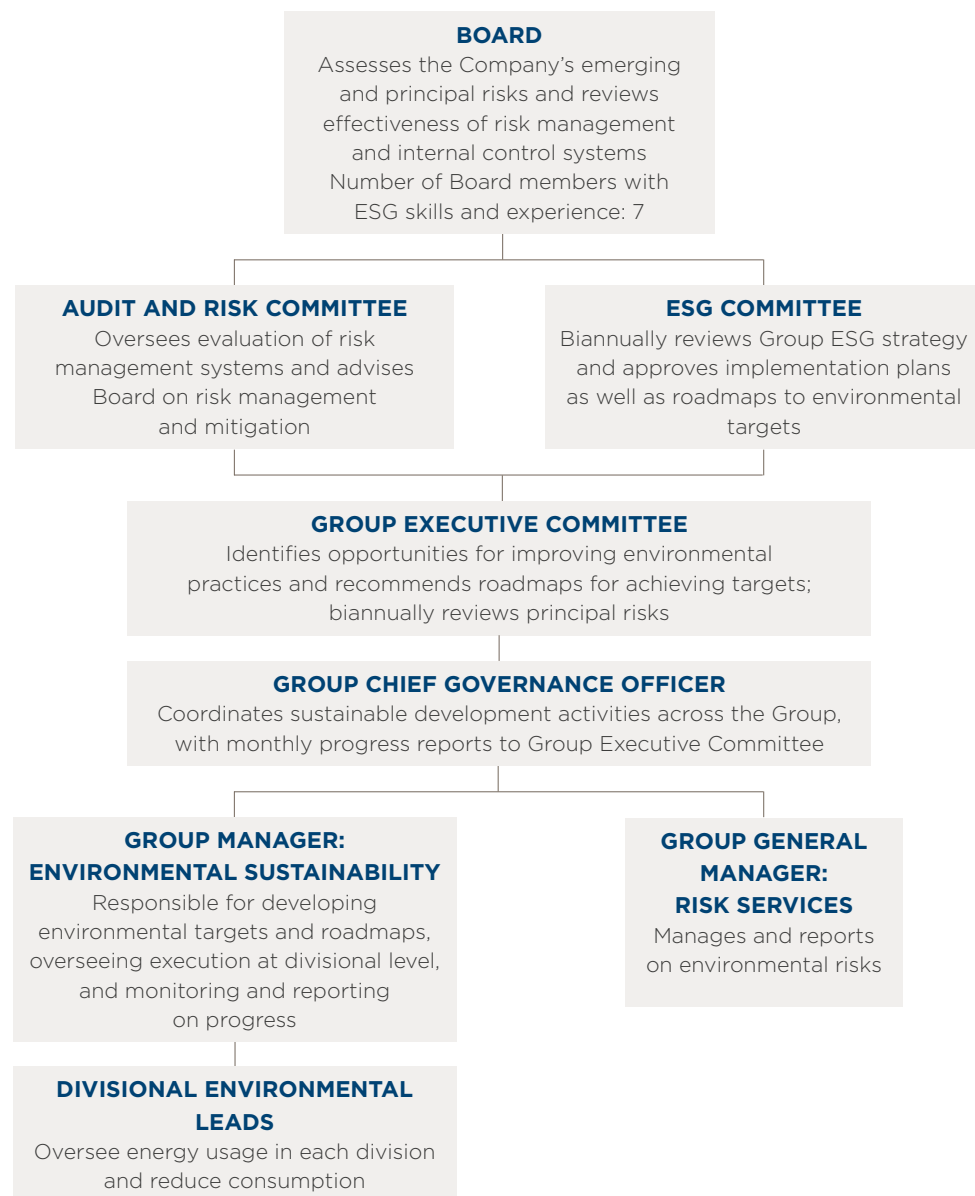 BOARD
Assesses the Company's emerging
and principal risks and reviews
effectiveness of risk management
and internal control systems
Number of Board members with
ESG skills and experience: 7
AUDIT AND RISK COMMITTEE
Oversees evaluation of risk
management systems and advises
Board on risk management
and mitigation
ESG COMMITTEE
Biannually reviews Group ESG strategy
and approves implementation plans
as well as roadmaps to environmental
targets
GROUP EXECUTIVE COMMITTEE
Identifies opportunities for improving environmental
practices and recommends roadmaps for achieving targets;
biannually reviews principal risks
GROUP CHIEF GOVERNANCE OFFICER
Coordinates sustainable development activities across the Group,
with monthly progress reports to Group Executive Committee
GROUP MANAGER:
ENVIRONMENTAL SUSTAINABILITY
Responsible for developing
environmental targets and roadmaps,
overseeing execution at divisional level,
and monitoring and reporting
on progress
GROUP GENERAL
MANAGER:
RISK SERVICES
Manages and reports
on environmental risks
DIVISIONAL ENVIRONMENTAL
LEADS
Oversee energy usage in each division
and reduce consumption